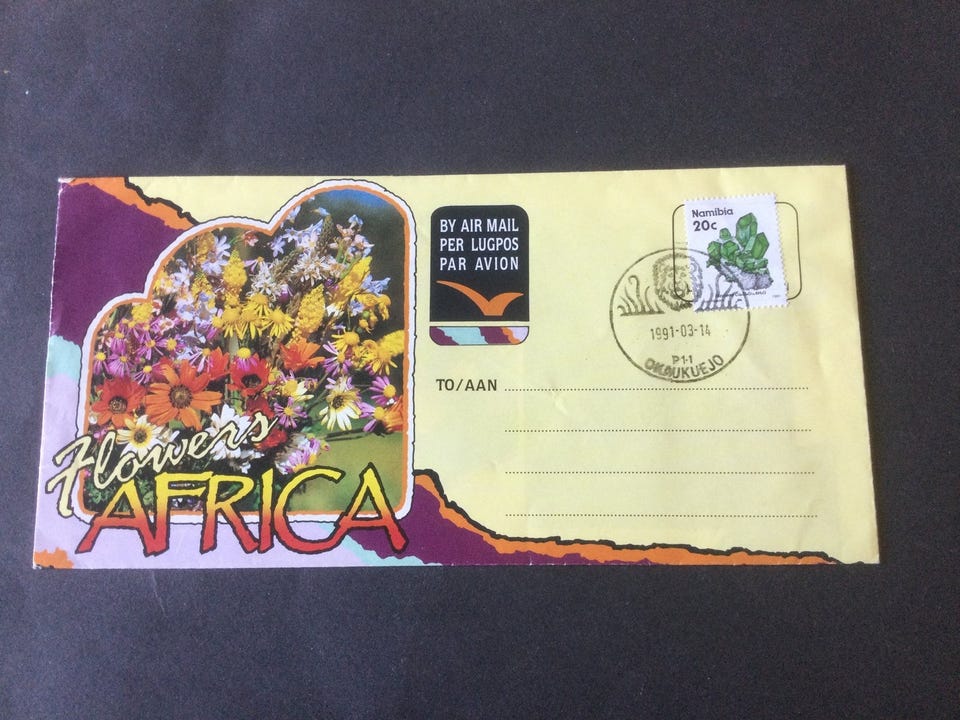 Flowers
AFRICA
BY AIR MAIL
PER LUGPOS
PAR AVION
Namibia
20c
1991-03-14
P1·1
OKAUKUEJO
TO/AAN